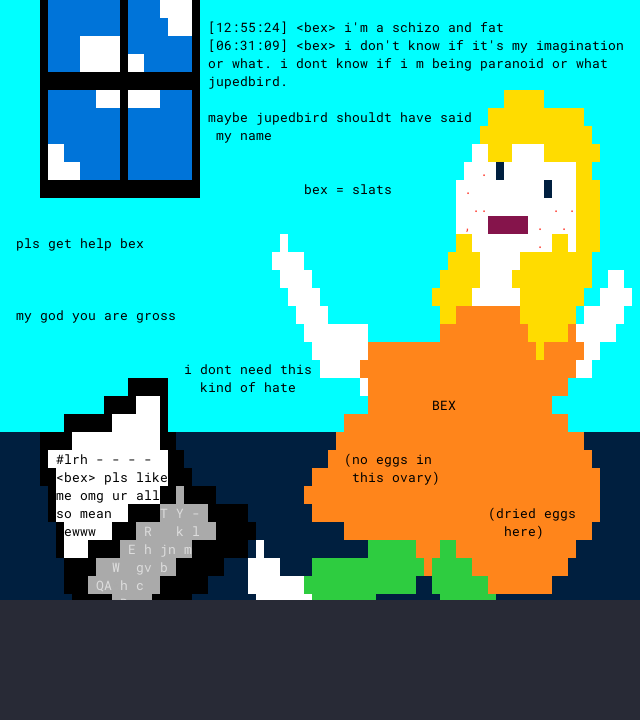 [12:55:24] <bex> i'm a schizo and fat
[06:31:09] <bex> i don't know if it's my imagination
or what. i dont know if i m being paranoid or what
jupedbird.
maybe jupedbird shouldt have said
my name
bex = slats
pls get help bex
my god you are gross
i dont need this
kind of hate
BEX
(no eggs in
this ovary)
(dried eggs
here)
#lrh - - - -
<bex> pls like
me omg ur all
so mean
ewww
T Y -
R k l
E h jn m
W gv b
QA h c